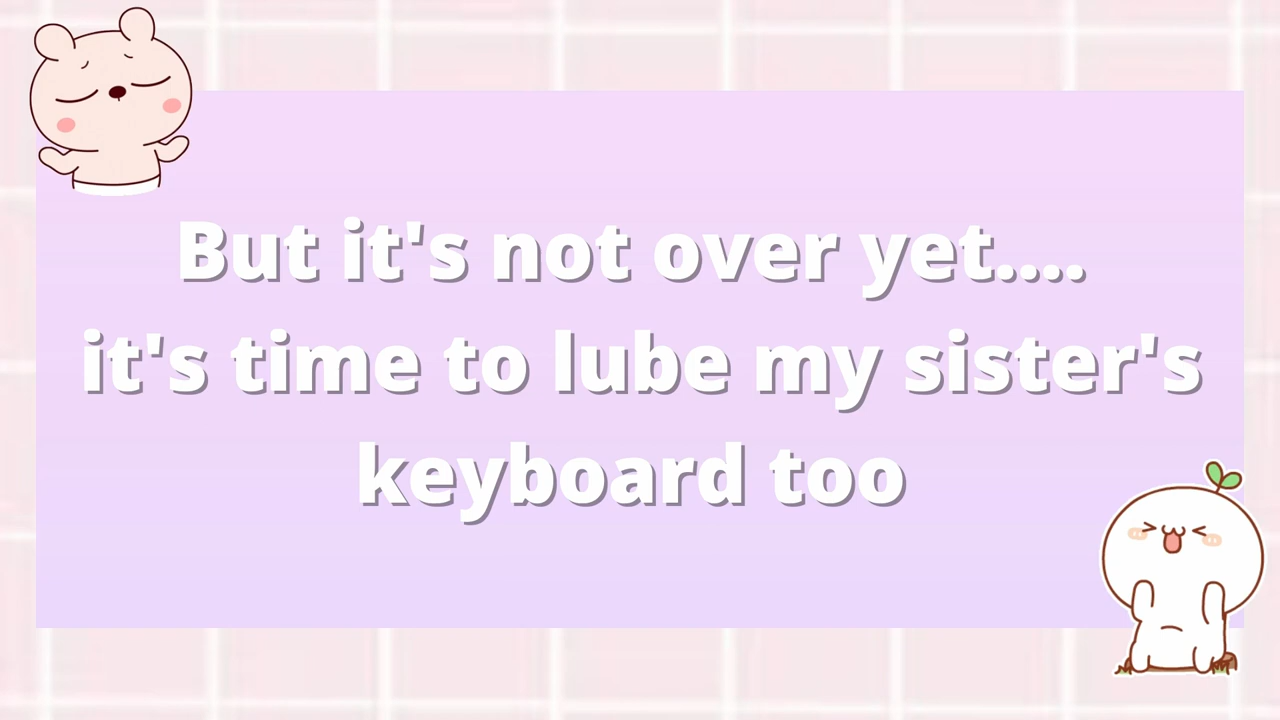 But it's not over yet....
it's time to lube my sister's
keyboard too